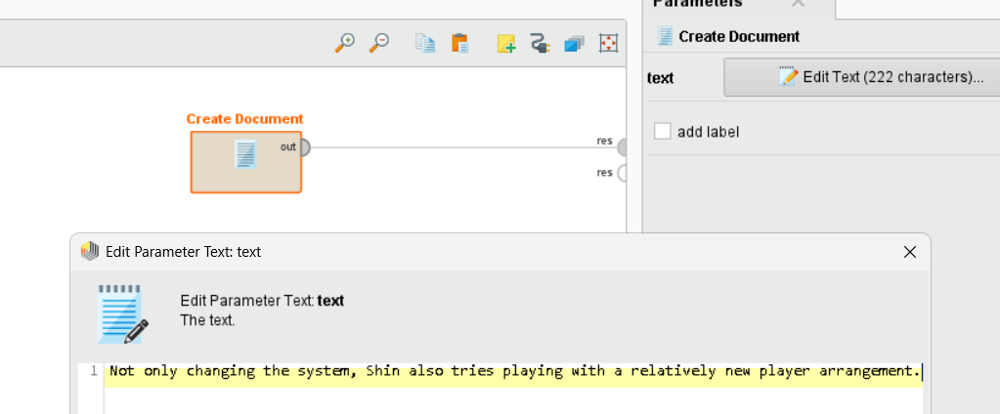 Parameters
Create Document
text
Edit Text (222 characters)...
add label
Create Document
out
res
res
Edit Parameter Text: text
Edit Parameter Text: text
The text.
1 Not only changing the system, Shin also tries playing with a relatively new player arrangement.